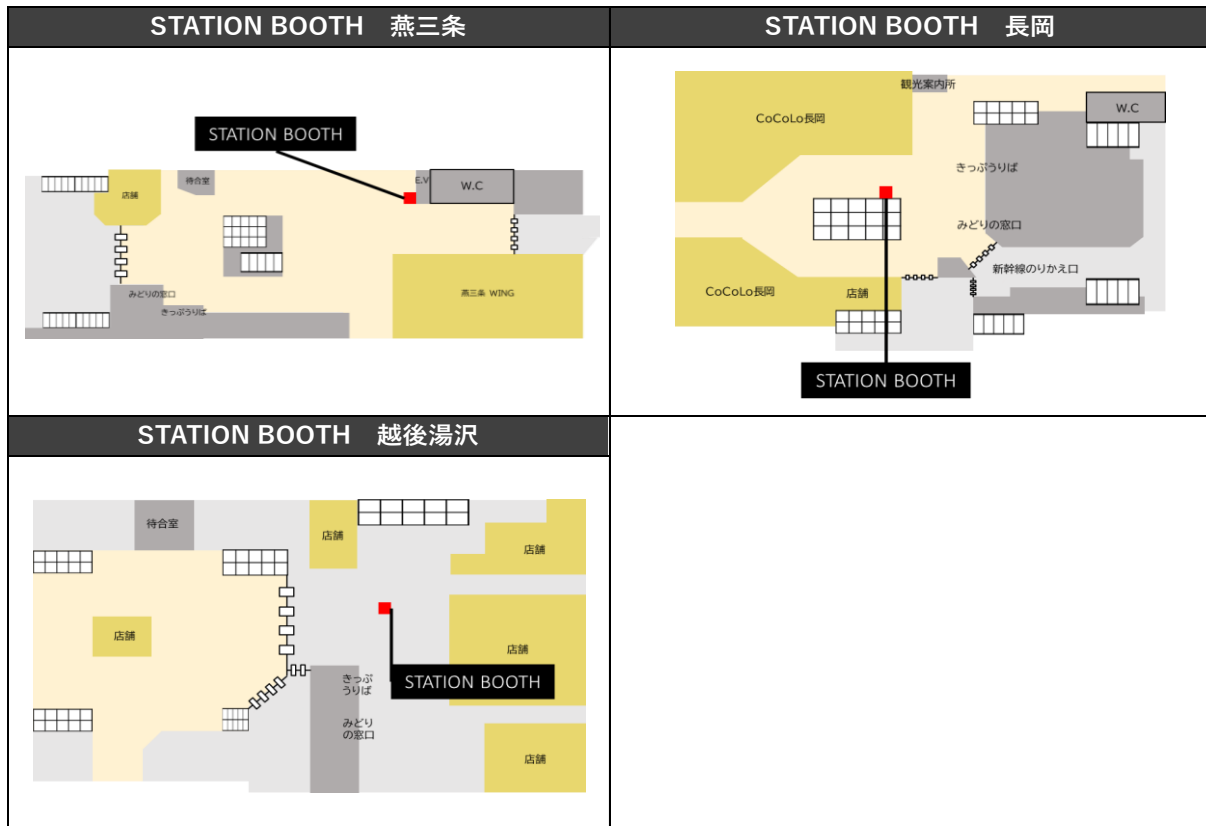 STATION BOOTH 燕三条
STATION BOOTH
店舗
待合室
E.V
W.C
みどりの窓口
きっぷうりば
燕三条 WING
STATION BOOTH 長岡
観光案内所
CoCoLo長岡
W.C
きっぷうりば
みどりの窓口
新幹線のりかえ口
CoCoLo長岡
店舗
STATION BOOTH
STATION BOOTH 越後湯沢
待合室
店舗
店舗
店舗
店舗
きっぷ
うりば
STATION BOOTH
みどり
の窓口
店舗